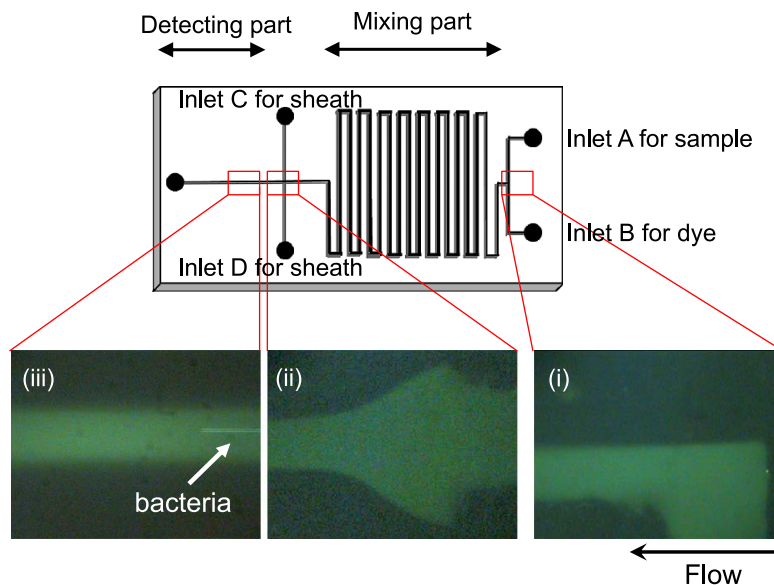 Detecting part
Mixing part
Inlet C for sheath
Inlet A for sample
Inlet B for dye
Inlet D for sheath
(iii)
(ii)
(i)
bacteria
Flow